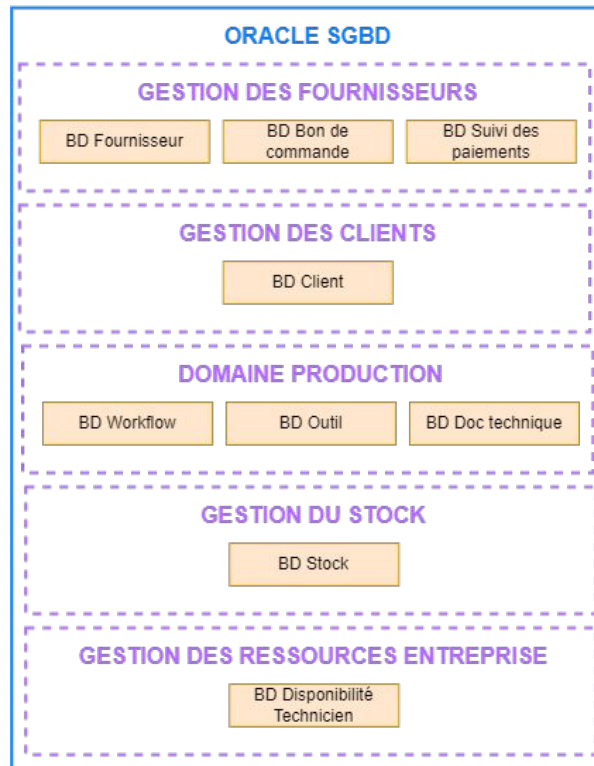 ORACLE SGBD
GESTION DES FOURNISSEURS
BD Fournisseur
BD Bon de
commande
BD Suivi des
paiements
GESTION DES CLIENTS
BD Client
DOMAINE PRODUCTION
BD Workflow
BD Outil
BD Doc technique
GESTION DU STOCK
BD Stock
GESTION DES RESSOURCES ENTREPRISE
BD Disponibilité
Technicien